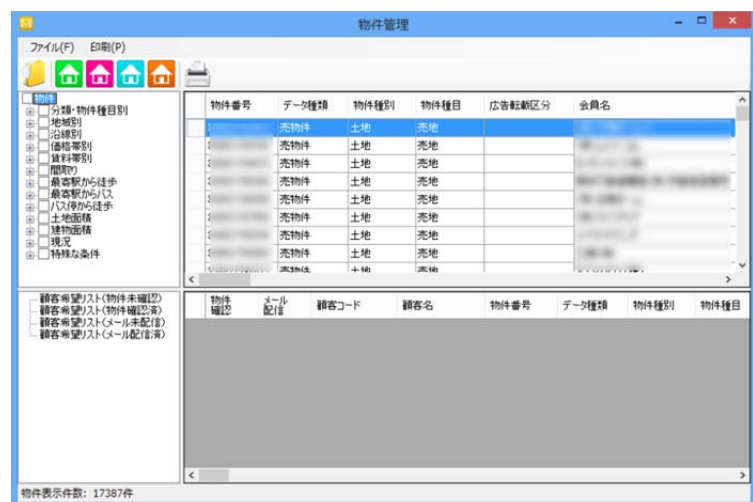 物件管理
ファイル(F) 印刷(P)
物件
分類・物件種目別
地域別
沿線別
価格帯別
賃料帯別
間取り
最寄駅から徒歩
最寄駅からバス
バス停から徒歩
土地面積
建物面積
現況
特殊な条件
物件番号 データ種類 物件種別 物件種目 広告転載区分 会員名
売物件 土地 売地
売物件 土地 売地
売物件 土地 売地
売物件 土地 売地
売物件 土地 売地
売物件 土地 売地
売物件 土地 売地
売物件 土地 売地
売物件 土地 売地
顧客希望リスト(物件未確認)
顧客希望リスト(物件確認済)
顧客希望リスト(メール未配信)
顧客希望リスト(メール配信済)
物件確認 メール配信 顧客コード 顧客名 物件番号 データ種類 物件種別 物件種目
物件表示件数: 17387件